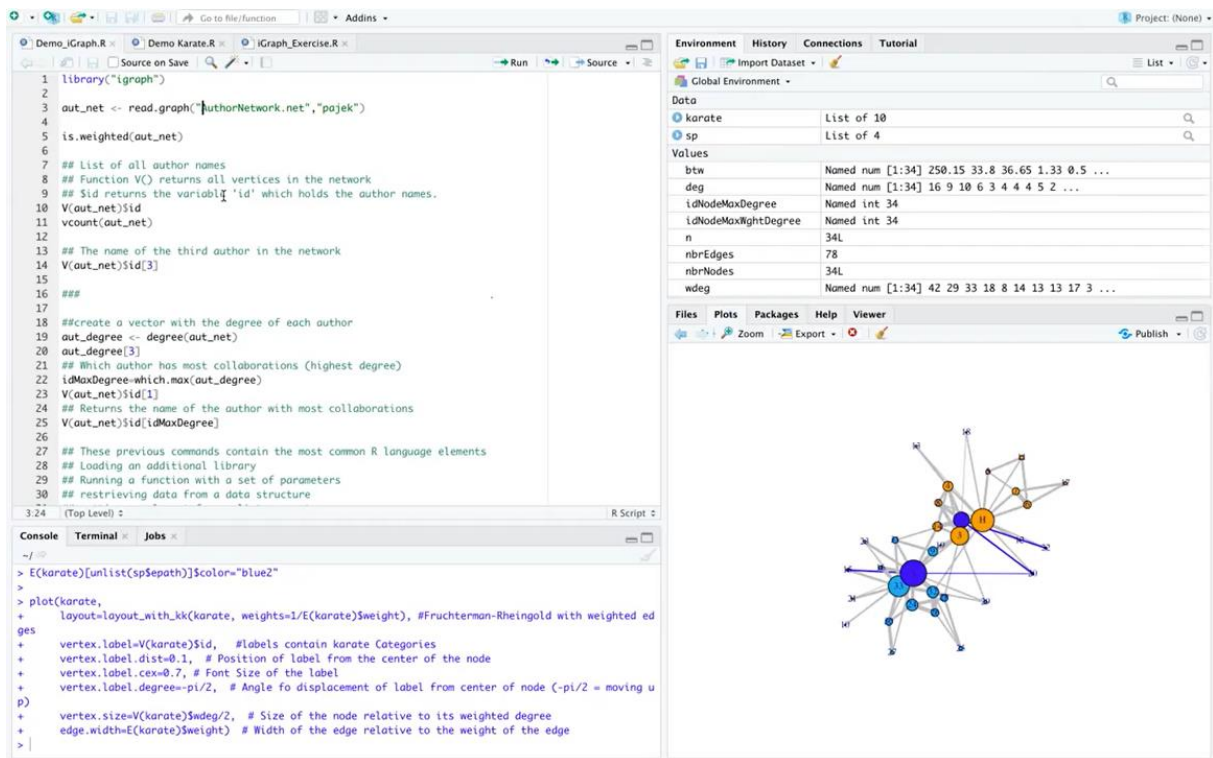 Go to file/function
Addins
Project: (None)
Demo_iGraph.R
Demo Karate.R
iGraph_Exercise.R
Source on Save
Run
Source
1 library("igraph")
2
3 aut_net <- read.graph("AuthorNetwork.net","pajek")
4
5 is.weighted(aut_net)
6
7 ## List of all author names
8 ## Function V() returns all vertices in the network
9 ## $id returns the variable 'id' which holds the author names.
10 V(aut_net)$id
11 vcount(aut_net)
12
13 ## The name of the third author in the network
14 V(aut_net)$id[3]
15
16 ###
17
18 ##create a vector with the degree of each author
19 aut_degree <- degree(aut_net)
20 aut_degree[3]
21 ## Which author has most collaborations (highest degree)
22 idMaxDegree=which.max(aut_degree)
23 V(aut_net)$id[1]
24 ## Returns the name of the author with most collaborations
25 V(aut_net)$id[idMaxDegree]
26
27 ## These previous commands contain the most common R language elements
28 ## Loading an additional library
29 ## Running a function with a set of parameters
30 ## restrieving data from a data structure
3:24 (Top Level)
R Script
Console Terminal Jobs
~/
> E(karate)[unlist(sp$epath)]$color="blue2"
>
> plot(karate,
+ layout=layout_with_kk(karate, weights=1/E(karate)$weight), #Fruchterman-Rheingold with weighted ed
ges
+ vertex.label=V(karate)$id, #labels contain karate Categories
+ vertex.label.dist=0.1, # Position of label from the center of the node
+ vertex.label.cex=0.7, # Font Size of the label
+ vertex.label.degree=-pi/2, # Angle fo displacement of label from center of node (-pi/2 = moving u
p)
+ vertex.size=V(karate)$wdeg/2, # Size of the node relative to its weighted degree
+ edge.width=E(karate)$weight) # Width of the edge relative to the weight of the edge
>
Environment History Connections Tutorial
Import Dataset
List
Global Environment
Data
karate List of 10
sp List of 4
Values
btw Named num [1:34] 250.15 33.8 36.65 1.33 0.5 ...
deg Named num [1:34] 16 9 10 6 3 4 4 4 5 2 ...
idNodeMaxDegree Named int 34
idNodeMaxWghtDegree Named int 34
n 34L
nbrEdges 78
nbrNodes 34L
wdeg Named num [1:34] 42 29 33 18 8 14 13 13 17 3 ...
Files Plots Packages Help Viewer
Zoom Export
Publish
H
3
33